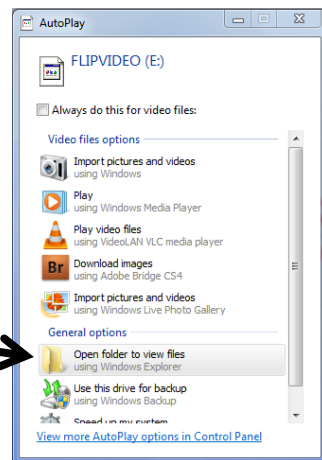 AutoPlay
FLIPVIDEO (E:)
Always do this for video files:
Video files options
Import pictures and videos
using Windows
Play
using Windows Media Player
Play video files
using VideoLAN VLC media player
Br
Download images
using Adobe Bridge CS4
Import pictures and videos
using Windows Live Photo Gallery
General options
Open folder to view files
using Windows Explorer
Use this drive for backup
using Windows Backup
Speed up my system
View more AutoPlay options in Control Panel